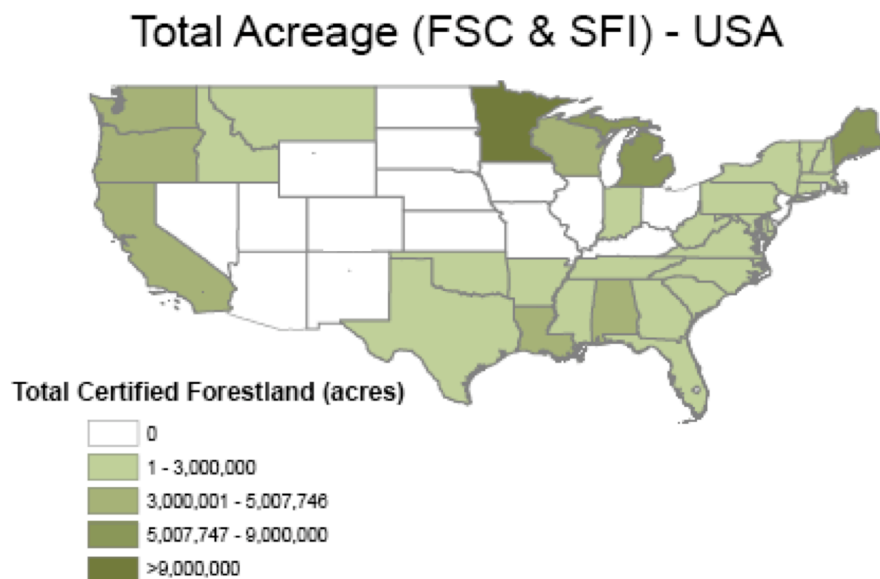 Total Acreage (FSC & SFI) - USA
Total Certified Forestland (acres)
0
1 - 3,000,000
3,000,001 - 5,007,746
5,007,747 - 9,000,000
>9,000,000